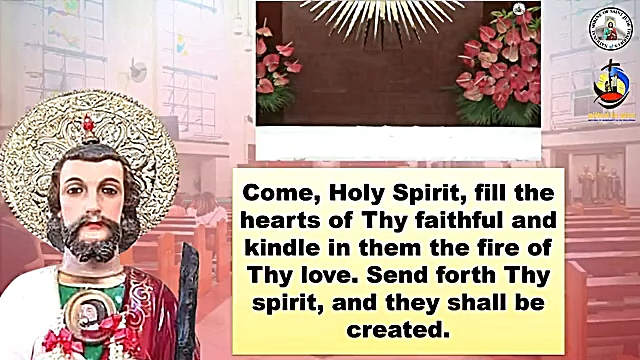 Come, Holy Spirit, fill the
hearts of Thy faithful and
kindle in them the fire of
Thy love. Send forth Thy
spirit, and they shall be
created.